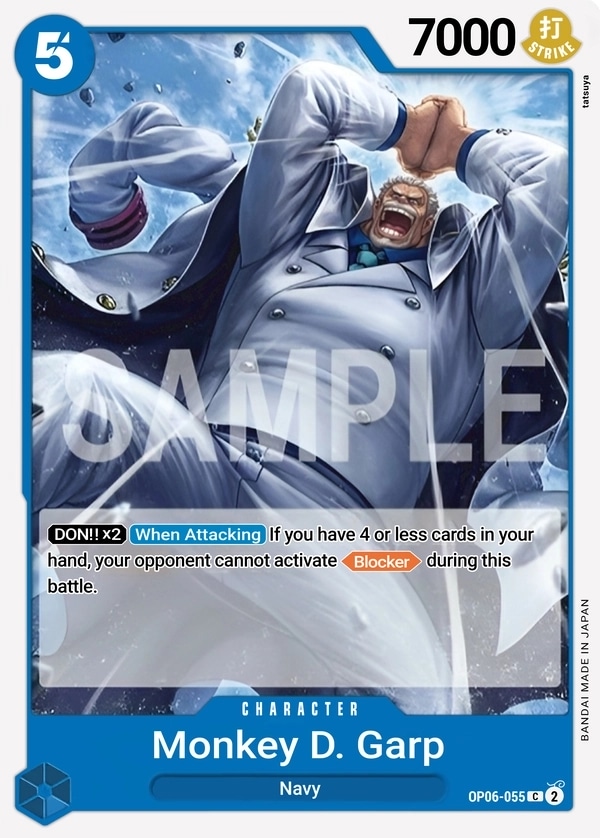 5
7000
打
STRIKE
tatsuya
SAMPLE
DON!! x2 When Attacking If you have 4 or less cards in your
hand, your opponent cannot activate Blocker during this
battle.
BANDAI MADE IN JAPAN
CHARACTER
Monkey D. Garp
Navy
OP06-055 C 2